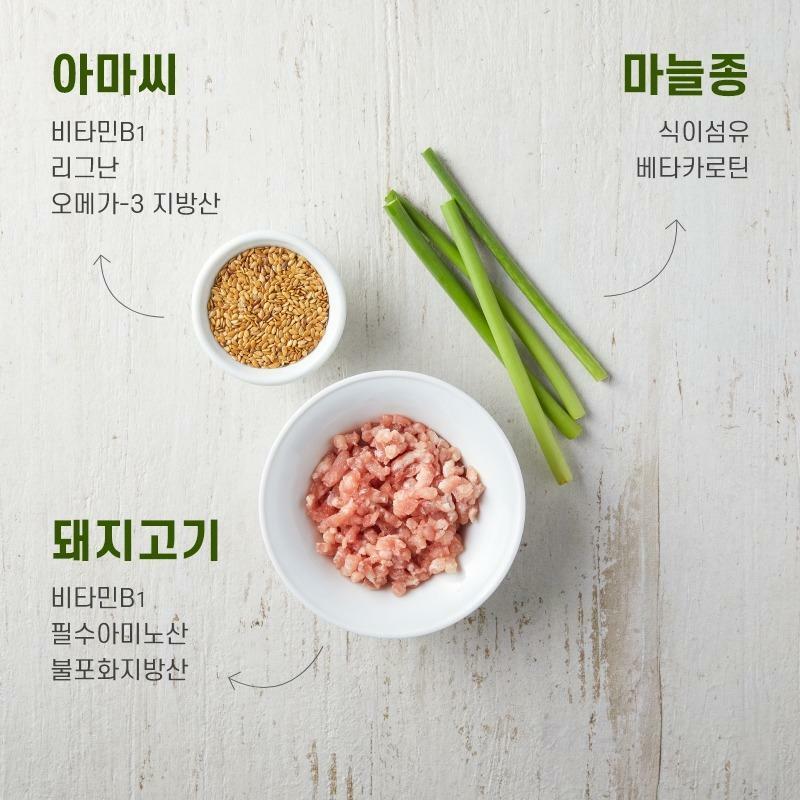 아마씨
비타민B1
리그난
오메가-3 지방산
마늘종
식이섬유
베타카로틴
돼지고기
비타민B1
필수아미노산
불포화지방산